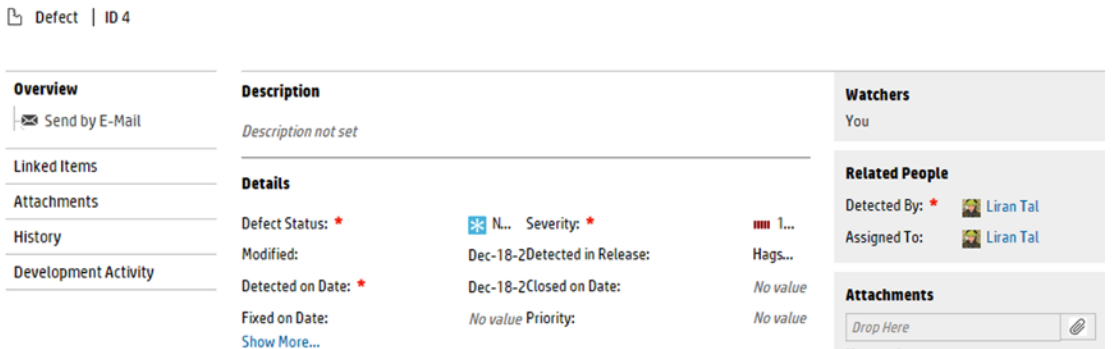 Defect | ID 4
Overview
Send by E-Mail
Linked Items
Attachments
History
Development Activity
Description
Description not set
Details
Defect Status: * N... Severity: * 1...
Modified: Dec-18-2 Detected in Release: Hags...
Detected on Date: * Dec-18-2 Closed on Date: No value
Fixed on Date: No value Priority: No value
Show More...
Watchers
You
Related People
Detected By: * Liran Tal
Assigned To: Liran Tal
Attachments
Drop Here